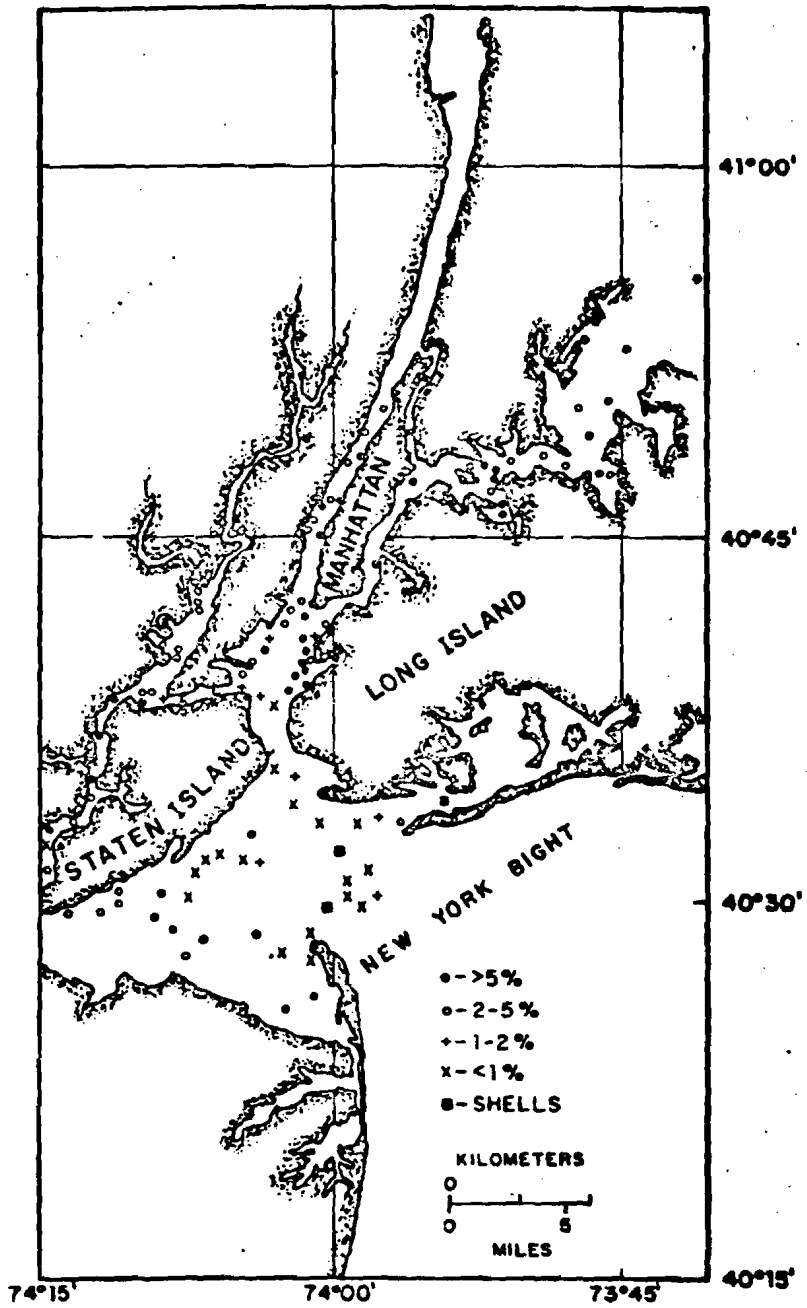 41°00'
MANHATTAN
40°45'
LONG ISLAND
STATEN ISLAND
40°30'
NEW YORK BIGHT
●->5%
○-2-5%
+-1-2%
x-<1%
■-SHELLS
KILOMETERS
0
0 5
MILES
40°15'
74°15' 74°00' 73°45'